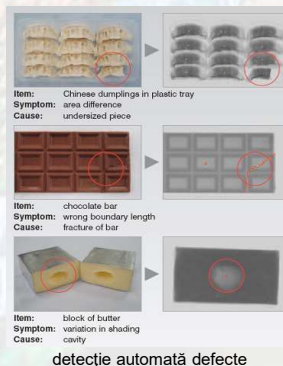 Item: Chinese dumplings in plastic tray
Symptom: area difference
Cause: undersized piece
Item: chocolate bar
Symptom: wrong boundary length
Cause: fracture of bar
Item: block of butter
Symptom: variation in shading
Cause: cavity
detecție automată defecte